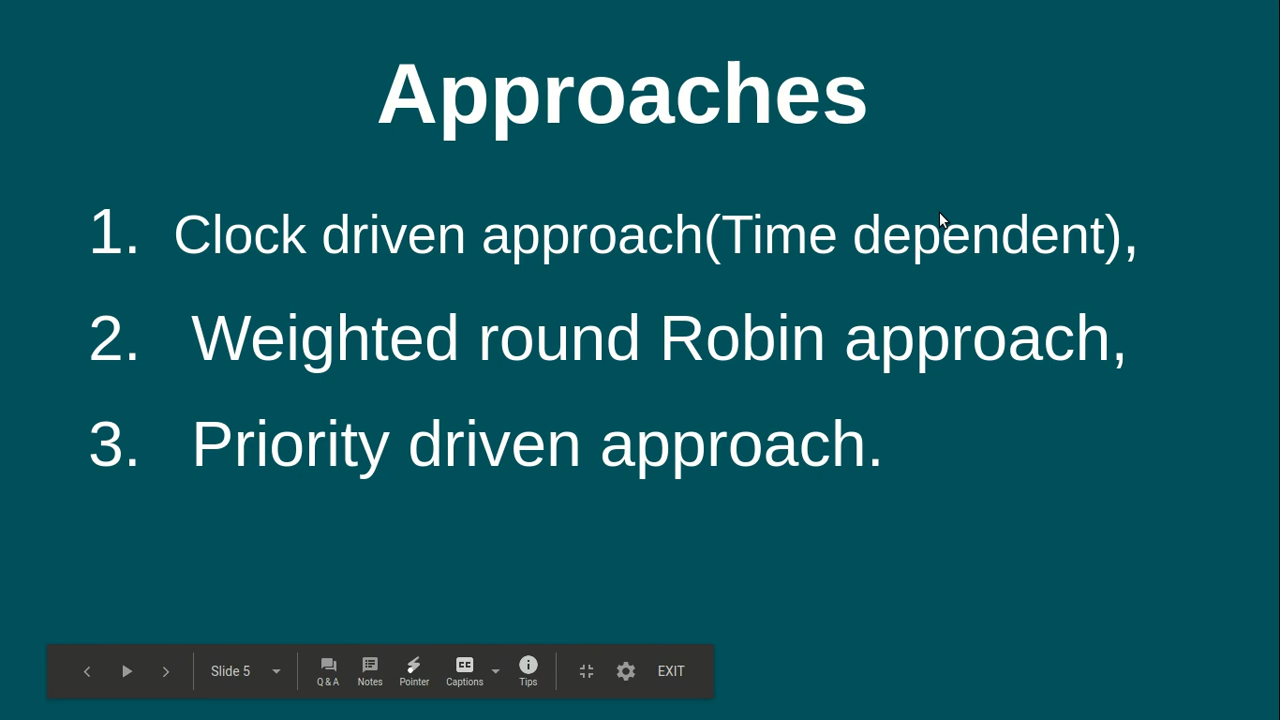 Approaches
1. Clock driven approach(Time dependent),
2. Weighted round Robin approach,
3. Priority driven approach.
Slide 5 Q & A Notes Pointer CC Captions Tips EXIT